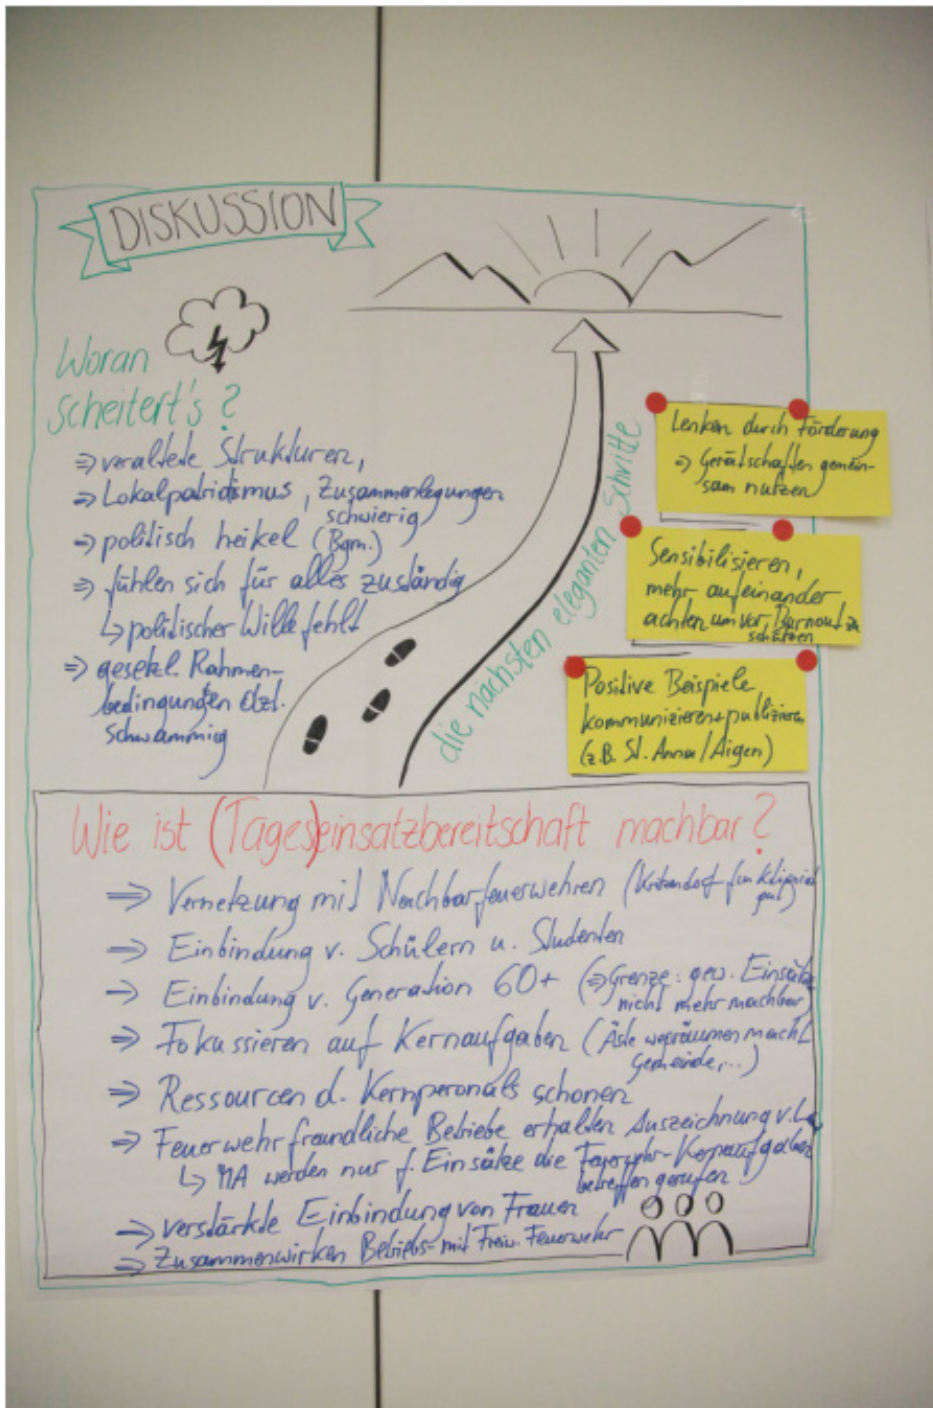 DISKUSSION
Woran
scheitert's?
⇒ veraltete Strukturen,
⇒ Lokalpatriotismus, Zusammenlegungen
schwierig
⇒ politisch heikel (Bgm.)
⇒ fühlen sich für alles zuständig
↳ politischer Wille fehlt
⇒ gesetzl. Rahmen-
bedingungen dzt.
schwammig
die nächsten eleganten Schritte
Lenken durch Förderung
⇒ Gerätschaften gemein-
sam nutzen
Sensibilisieren,
mehr aufeinander
achten um vor Burnout zu
schützen
Positive Beispiele
kommunizieren + publizieren
(z.B. St. Anna / Aigen)
Wie ist (Tages)einsatzbereitschaft machbar?
⇒ Vernetzung mit Nachbarfeuerwehren (Kritzendorf
⇒ Einbindung v. Schülern u. Studenten
→ Einbindung v. Generation 60+ (⇒ Grenze: gew. Einsätze
nicht mehr machbar)
⇒ Fokussieren auf Kernaufgaben (Äste wegräumen macht
Gemeinde,...)
⇒ Ressourcen d. Kernperonals schonen
⇒ Feuerwehrfreundliche Betriebe erhalten Auszeichnung v.
↳ MA werden nur f. Einsätze die Feuerwehr-Kernaufgaben
betreffen gerufen
⇒ verstärkte Einbindung von Frauen
⇒ Zusammenwirken Betriebs- mit Freiw. Feuerwehr